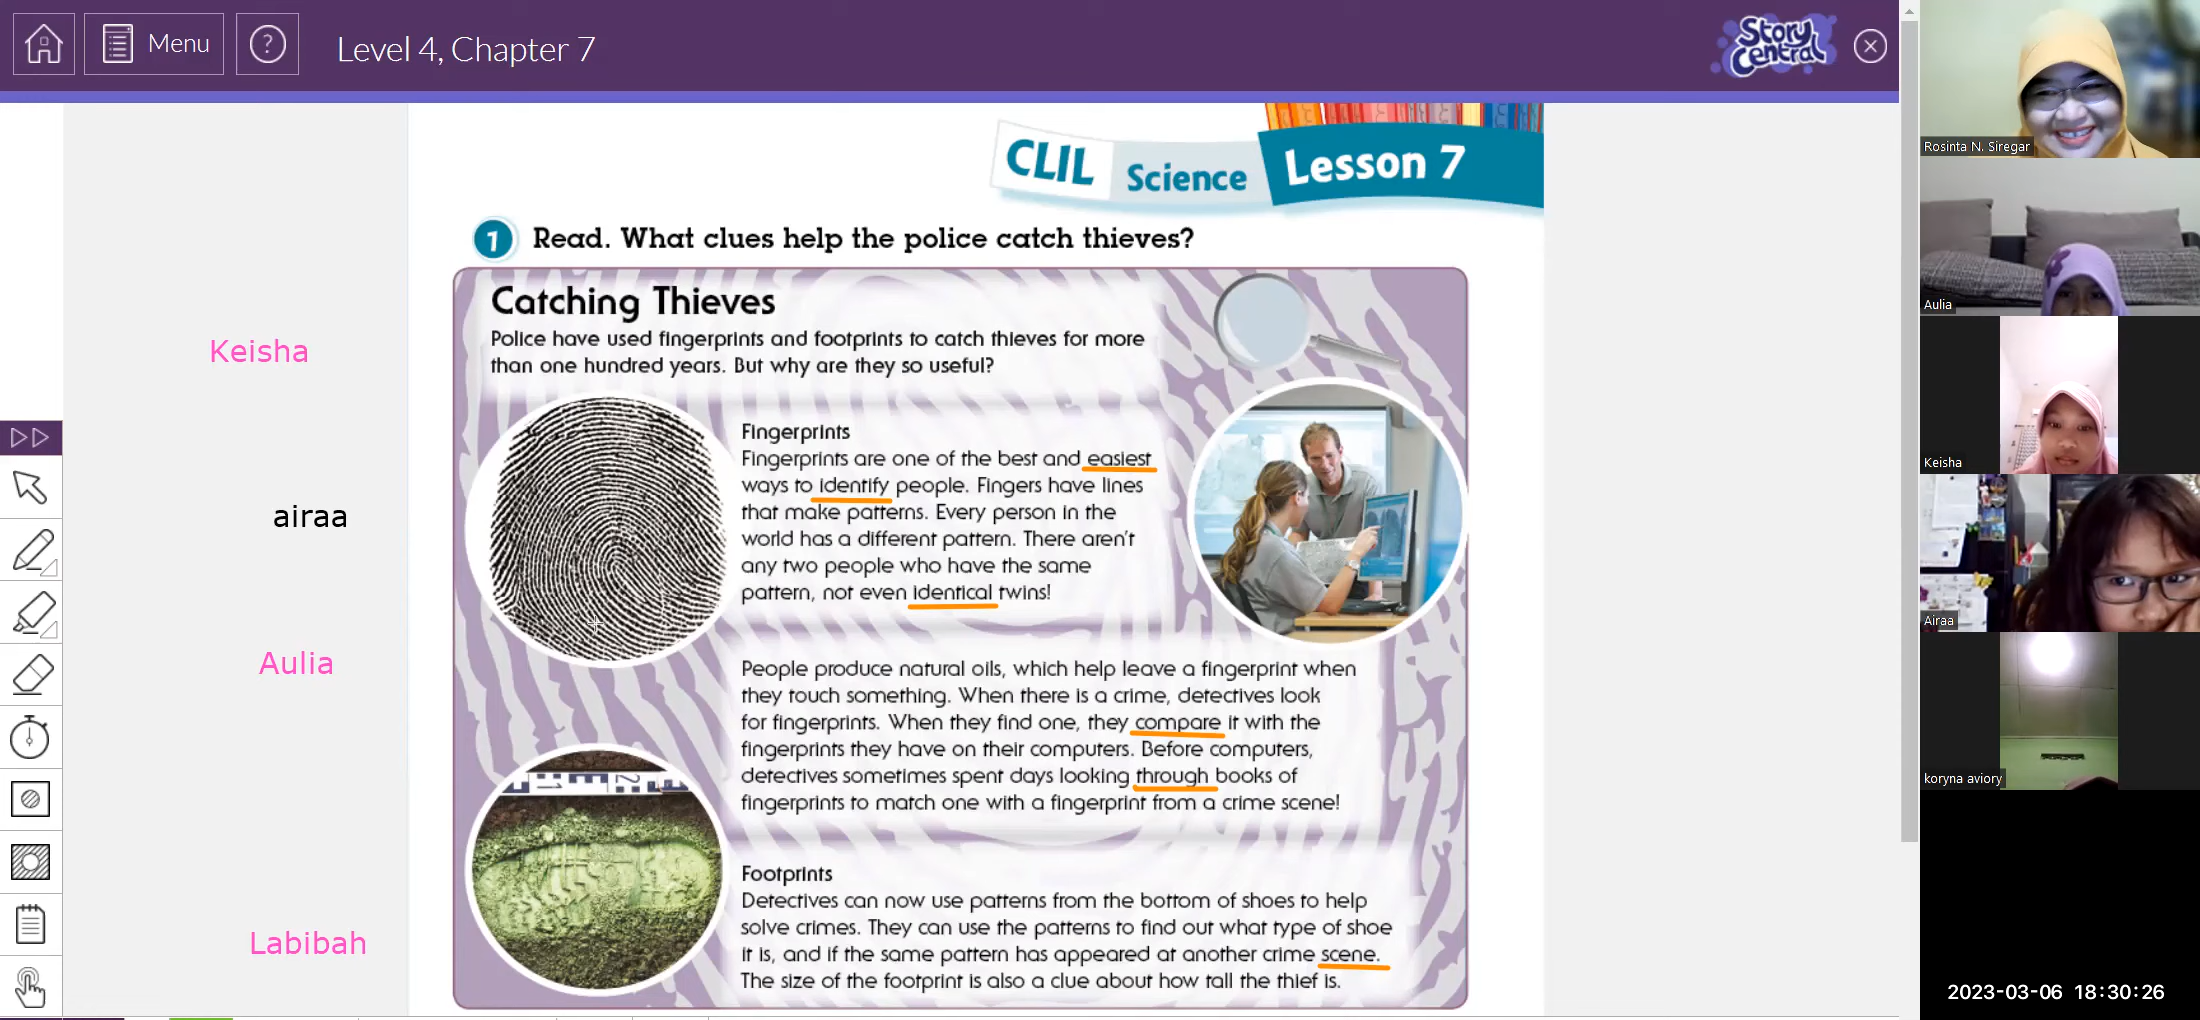 Menu
?
Level 4, Chapter 7
Story
Central
CLIL
Science
Lesson 7
1 Read. What clues help the police catch thieves?
Catching Thieves
Police have used fingerprints and footprints to catch thieves for more
than one hundred years. But why are they so useful?
Fingerprints
Fingerprints are one of the best and easiest
ways to identify people. Fingers have lines
that make patterns. Every person in the
world has a different pattern. There aren't
any two people who have the same
pattern, not even identical twins!
People produce natural oils, which help leave a fingerprint when
they touch something. When there is a crime, detectives look
for fingerprints. When they find one, they compare it with the
fingerprints they have on their computers. Before computers,
detectives sometimes spent days looking through books of
fingerprints to match one with a fingerprint from a crime scene!
Footprints
Detectives can now use patterns from the bottom of shoes to help
solve crimes. They can use the patterns to find out what type of shoe
it is, and if the same pattern has appeared at another crime scene.
The size of the footprint is also a clue about how tall the thief is.
Keisha
airaa
Aulia
Labibah
Rosinta N. Siregar
Aulia
Keisha
Airaa
koryna aviory
2023-03-06 18:30:26